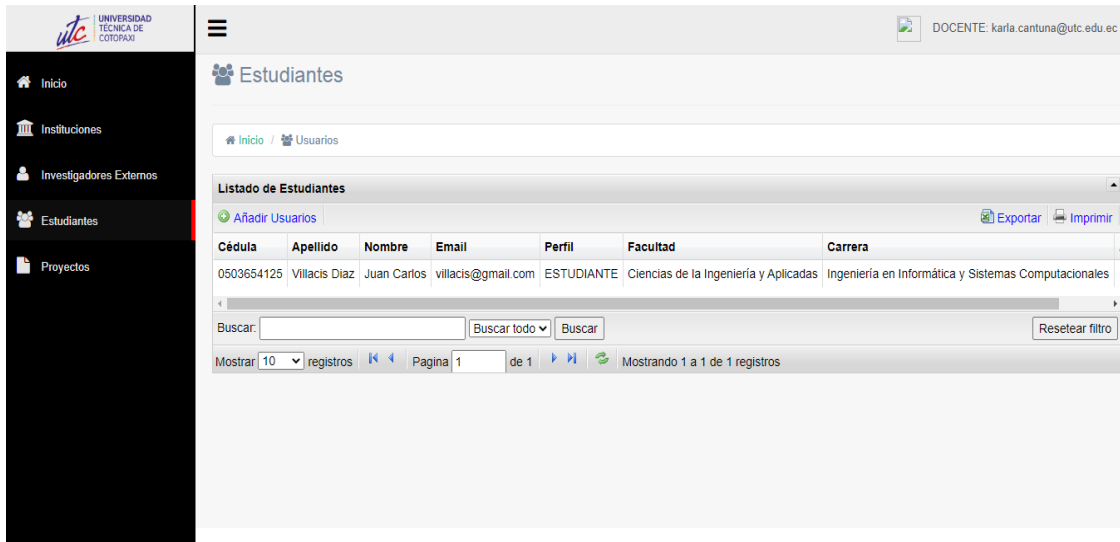 utc UNIVERSIDAD
TÉCNICA DE
COTOPAXI
DOCENTE: karla.cantuna@utc.edu.ec
Inicio
Instituciones
Investigadores Externos
Estudiantes
Proyectos
Estudiantes
Inicio / Usuarios
Listado de Estudiantes
Añadir Usuarios Exportar Imprimir
Cédula Apellido Nombre Email Perfil Facultad Carrera
0503654125 Villacis Diaz Juan Carlos villacis@gmail.com ESTUDIANTE Ciencias de la Ingeniería y Aplicadas Ingeniería en Informática y Sistemas Computacionales
Buscar: Buscar todo Buscar Resetear filtro
Mostrar 10 registros Pagina 1 de 1 Mostrando 1 a 1 de 1 registros